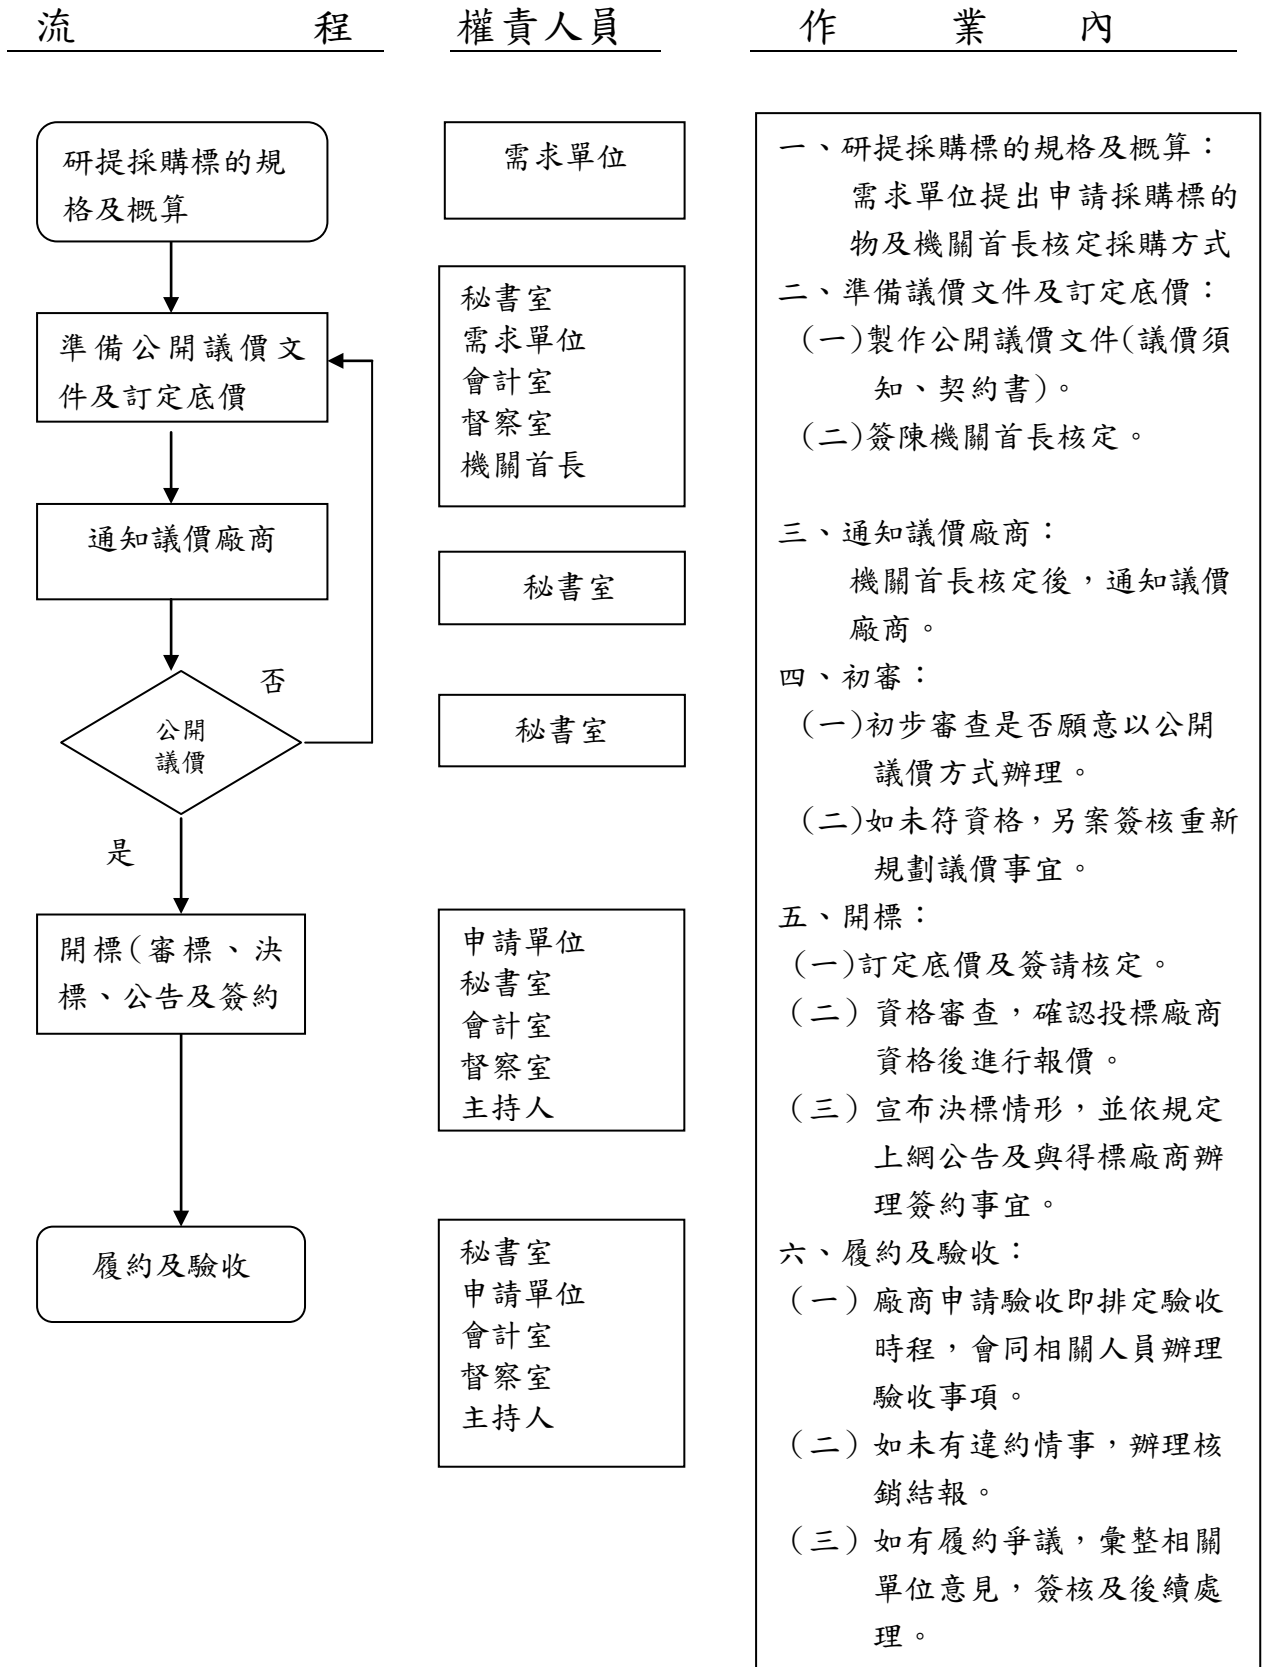 流程
權責人員
作業內
研提採購標的規
格及概算
準備公開議價文
件及訂定底價
通知議價廠商
否
公開
議價
是
開標(審標、決
標、公告及簽約
履約及驗收
需求單位
秘書室
需求單位
會計室
督察室
機關首長
秘書室
秘書室
申請單位
秘書室
會計室
督察室
主持人
秘書室
申請單位
會計室
督察室
主持人
一、研提採購標的規格及概算：
需求單位提出申請採購標的
物及機關首長核定採購方式
二、準備議價文件及訂定底價：
(一)製作公開議價文件(議價須
知、契約書)。
(二)簽陳機關首長核定。
三、通知議價廠商：
機關首長核定後，通知議價
廠商。
四、初審：
(一)初步審查是否願意以公開
議價方式辦理。
(二)如未符資格，另案簽核重新
規劃議價事宜。
五、開標：
(一)訂定底價及簽請核定。
(二) 資格審查，確認投標廠商
資格後進行報價。
(三) 宣布決標情形，並依規定
上網公告及與得標廠商辦
理簽約事宜。
六、履約及驗收：
(一) 廠商申請驗收即排定驗收
時程，會同相關人員辦理
驗收事項。
(二) 如未有違約情事，辦理核
銷結報。
(三) 如有履約爭議，彙整相關
單位意見，簽核及後續處
理。